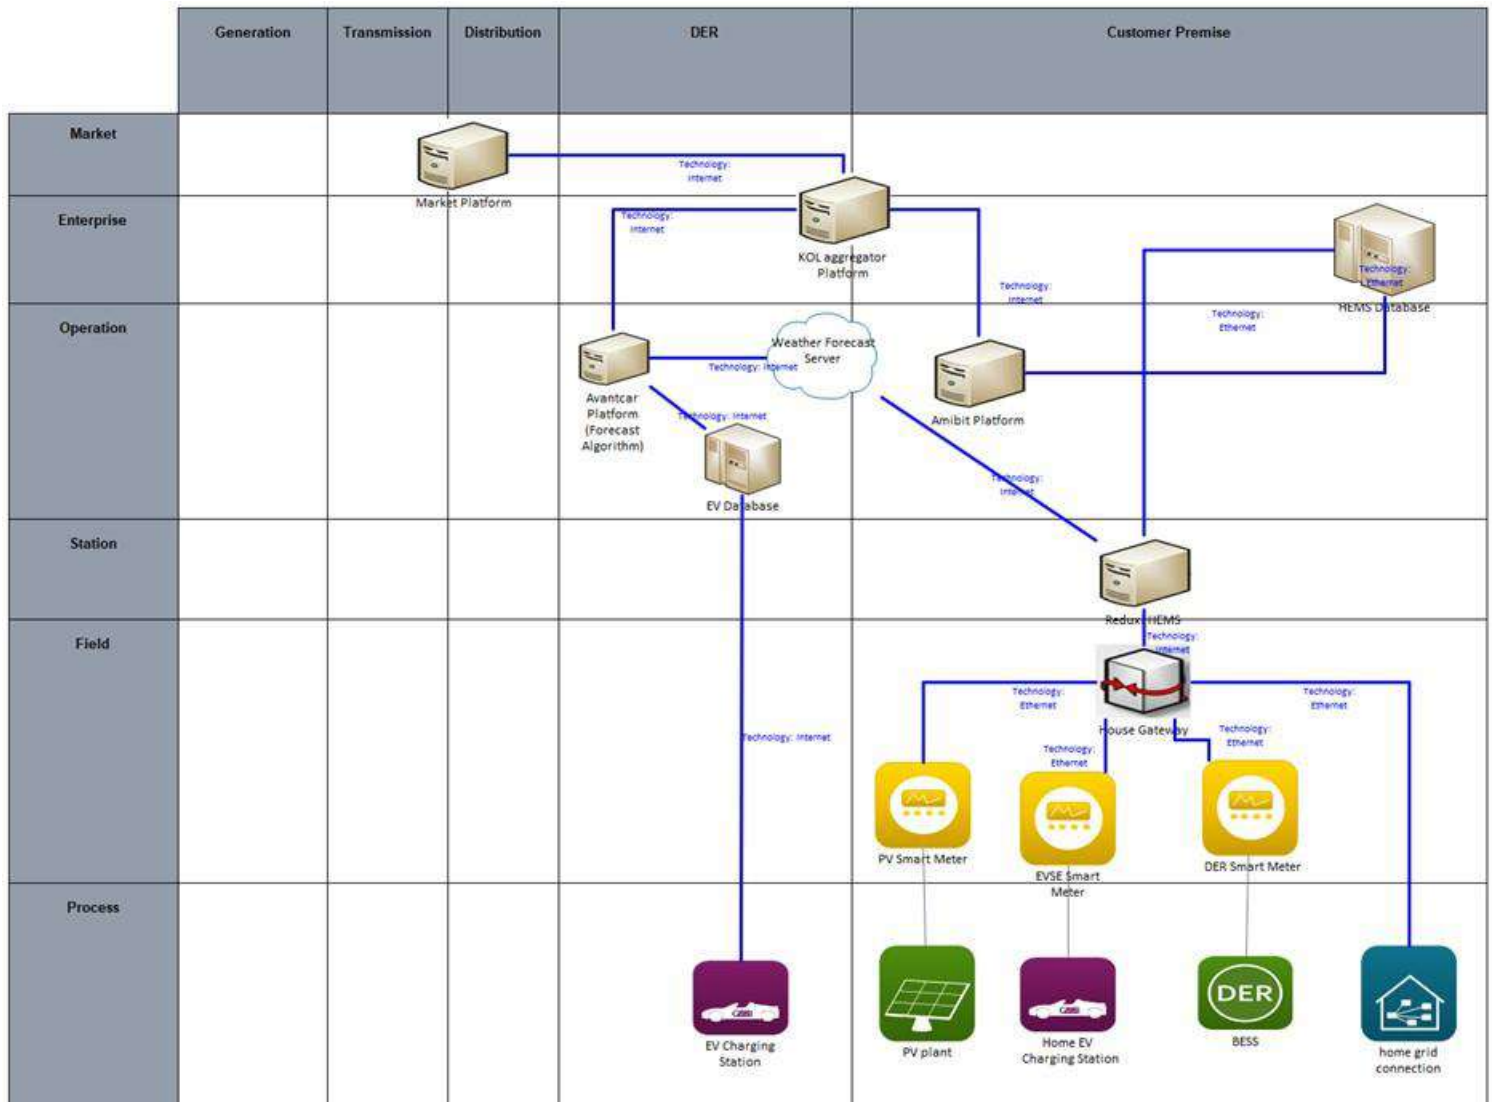 Generation
Transmission
Distribution
DER
Customer Premise
Market
Technology:
Internet
Market Platform
Enterprise
Technology:
Internet
KOL aggregator
Platform
Technology:
Internet
Technology:
Ethernet
HEMS Database
Operation
Technology:
Ethernet
Weather Forecast
Server
Technology: Internet
Avantcar
Platform
(Forecast
Algorithm)
Technology: Internet
Amibit Platform
EV Database
Technology:
Internet
Station
Redux HEMS
Field
Technology:
Internet
Technology:
Ethernet
Technology:
Ethernet
House Gateway
Technology:
Ethernet
Technology:
Ethernet
Technology: Internet
PV Smart Meter
EVSE Smart
Meter
DER Smart Meter
Process
DER
EV Charging
Station
PV plant
Home EV
Charging Station
BESS
home grid
connection